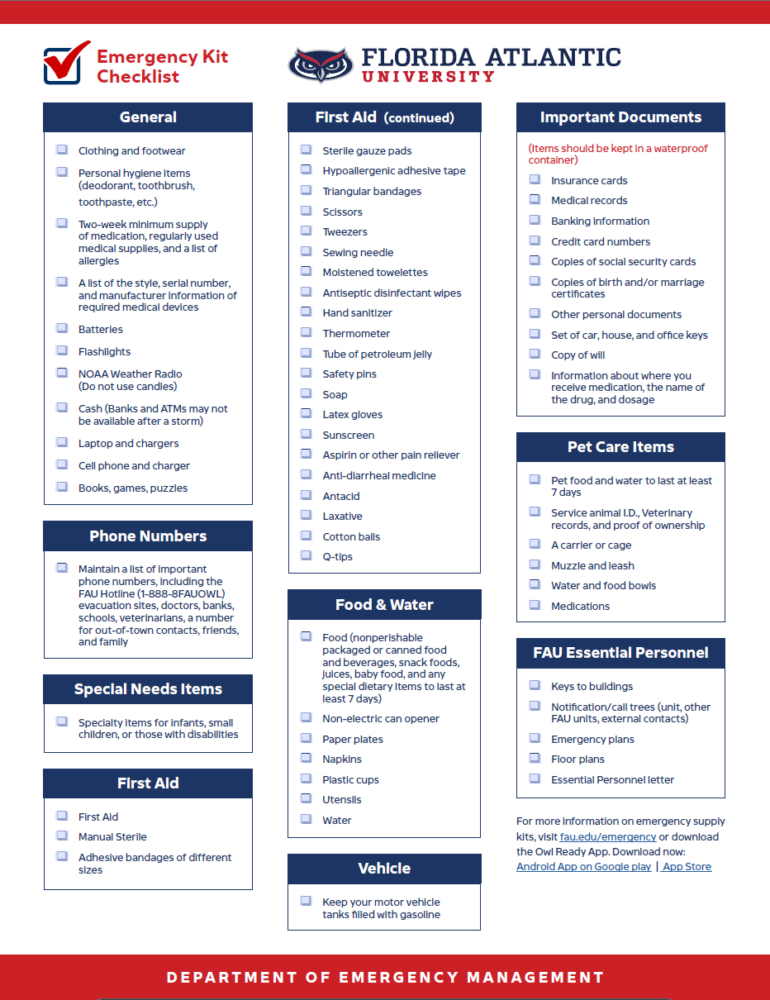 Emergency Kit
Checklist
FLORIDA ATLANTIC
UNIVERSITY
General
Clothing and footwear
Personal hygiene items
(deodorant, toothbrush,
toothpaste, etc.)
Two-week minimum supply
of medication, regularly used
medical supplies, and a list of
allergies
A list of the style, serial number,
and manufacturer information of
required medical devices
Batteries
Flashlights
NOAA Weather Radio
(Do not use candles)
Cash (Banks and ATMs may not
be available after a storm)
Laptop and chargers
Cell phone and charger
Books, games, puzzles
Phone Numbers
Maintain a list of important
phone numbers, including the
FAU Hotline (1-888-8FAUOWL)
evacuation sites, doctors, banks,
schools, veterinarians, a number
for out-of-town contacts, friends,
and family
Special Needs Items
Specialty items for infants, small
children, or those with disabilities
First Aid
First Aid
Manual Sterile
Adhesive bandages of different
sizes
First Aid (continued)
Sterile gauze pads
Hypoallergenic adhesive tape
Triangular bandages
Scissors
Tweezers
Sewing needle
Moistened towelettes
Antiseptic disinfectant wipes
Hand sanitizer
Thermometer
Tube of petroleum jelly
Safety pins
Soap
Latex gloves
Sunscreen
Aspirin or other pain reliever
Anti-diarrheal medicine
Antacid
Laxative
Cotton balls
Q-tips
Food & Water
Food (nonperishable
packaged or canned food
and beverages, snack foods,
juices, baby food, and any
special dietary items to last at
least 7 days)
Non-electric can opener
Paper plates
Napkins
Plastic cups
Utensils
Water
Vehicle
Keep your motor vehicle
tanks filled with gasoline
Important Documents
(Items should be kept in a waterproof
container)
Insurance cards
Medical records
Banking information
Credit card numbers
Copies of social security cards
Copies of birth and/or marriage
certificates
Other personal documents
Set of car, house, and office keys
Copy of will
Information about where you
receive medication, the name of
the drug, and dosage
Pet Care Items
Pet food and water to last at least
7 days
Service animal I.D., Veterinary
records, and proof of ownership
A carrier or cage
Muzzle and leash
Water and food bowls
Medications
FAU Essential Personnel
Keys to buildings
Notification/call trees (unit, other
FAU units, external contacts)
Emergency plans
Floor plans
Essential Personnel letter
For more information on emergency supply
kits, visit fau.edu/emergency or download
the Owl Ready App. Download now:
Android App on Google play | App Store
DEPARTMENT OF EMERGENCY MANAGEMENT